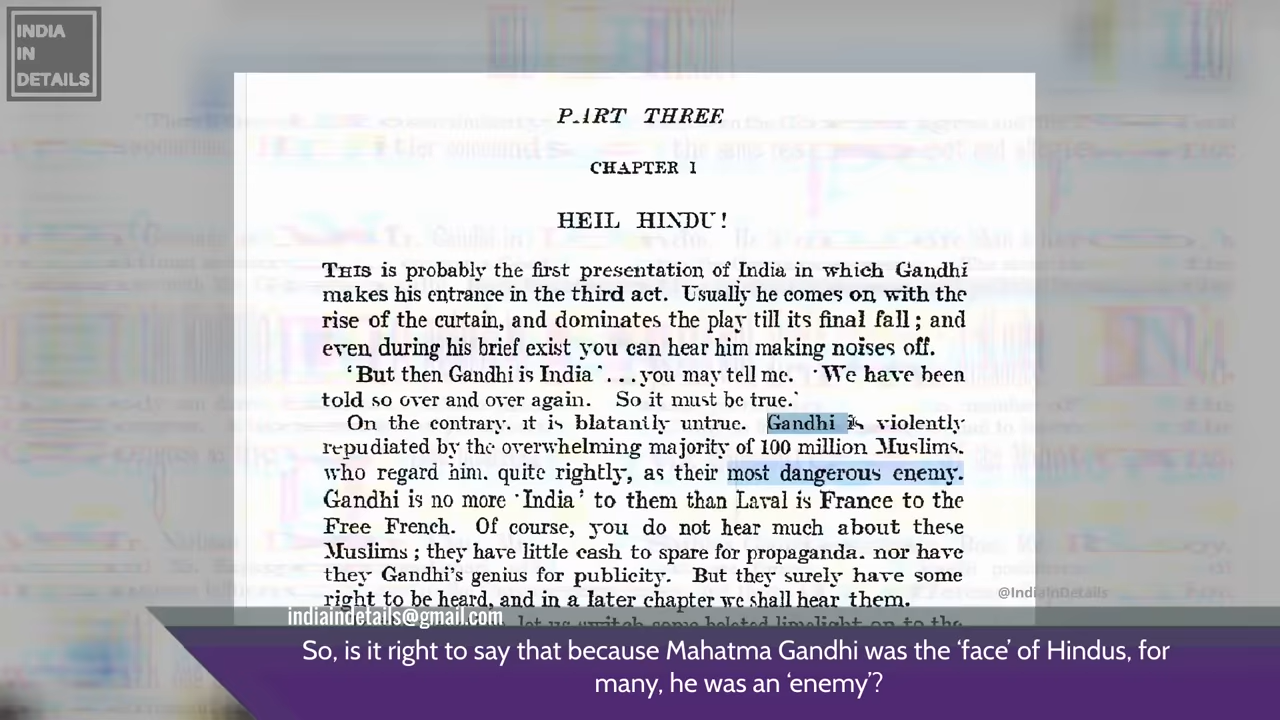 INDIA
IN
DETAILS
PART THREE
CHAPTER 1
HEIL HINDU!
THIS is probably the first presentation of India in which Gandhi
makes his entrance in the third act. Usually he comes on with the
rise of the curtain, and dominates the play till its final fall; and
even during his brief exist you can hear him making noises off.
'But then Gandhi is India ... you may tell me. 'We have been
told so over and over again. So it must be true.'
On the contrary. it is blatantly untrue. Gandhi is violently
repudiated by the overwhelming majority of 100 million Muslims.
who regard him. quite rightly, as their most dangerous enemy.
Gandhi is no more 'India' to them than Laval is France to the
Free French. Of course, you do not hear much about these
Muslims; they have little cash to spare for propaganda. nor have
they Gandhi's genius for publicity. But they surely have some
right to be heard, and in a later chapter we shall hear them.
let us switch some belated limelight on to the
@IndiaInDetails
indiaindetails@gmail.com
So, is it right to say that because Mahatma Gandhi was the ‘face’ of Hindus, for
many, he was an ‘enemy’?